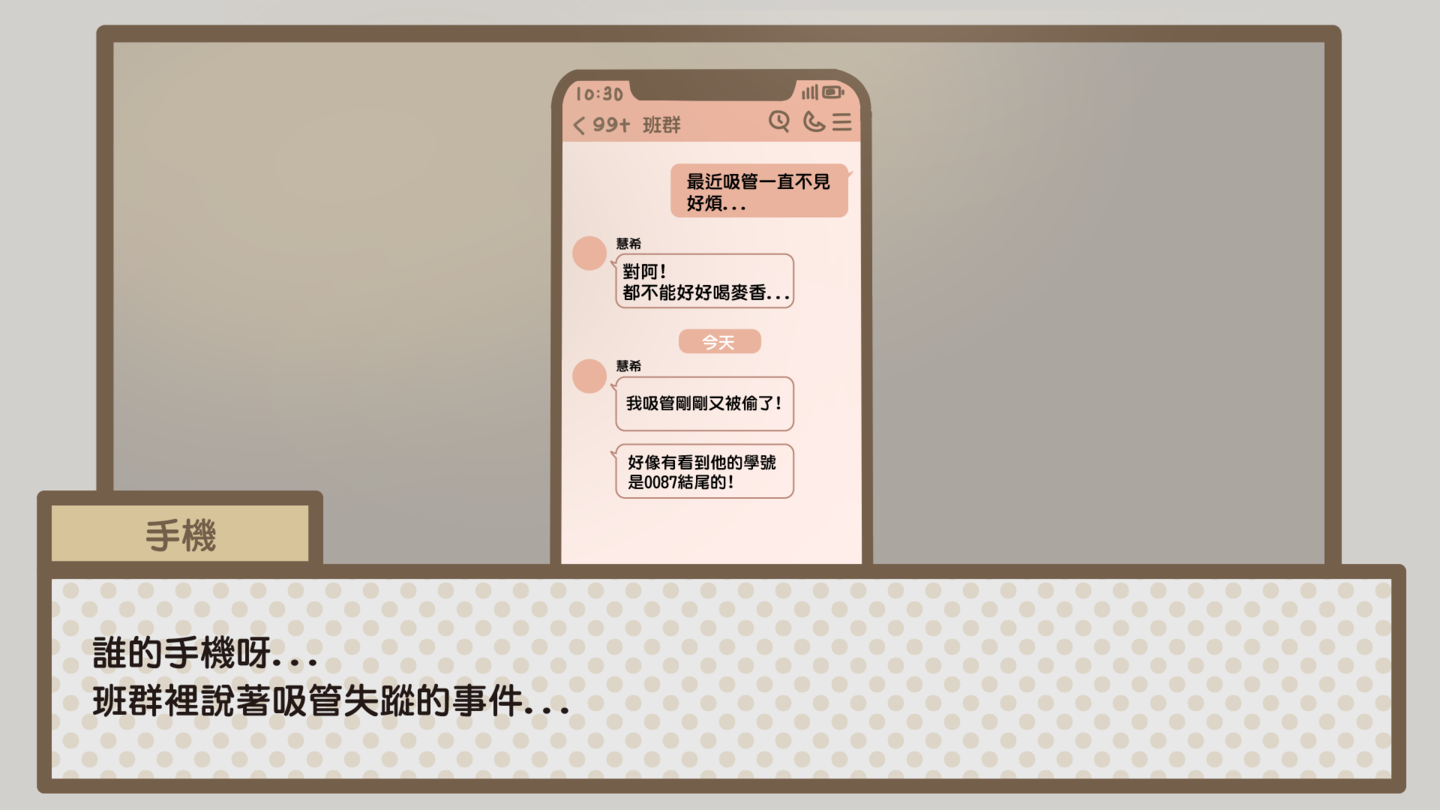 10:30
99+ 班群
最近吸管一直不見
好煩...
慧希
對阿!
都不能好好喝麥香...
今天
慧希
我吸管剛剛又被偷了!
好像有看到他的學號
是0087結尾的!
手機
誰的手機呀...
班群裡說著吸管失蹤的事件...